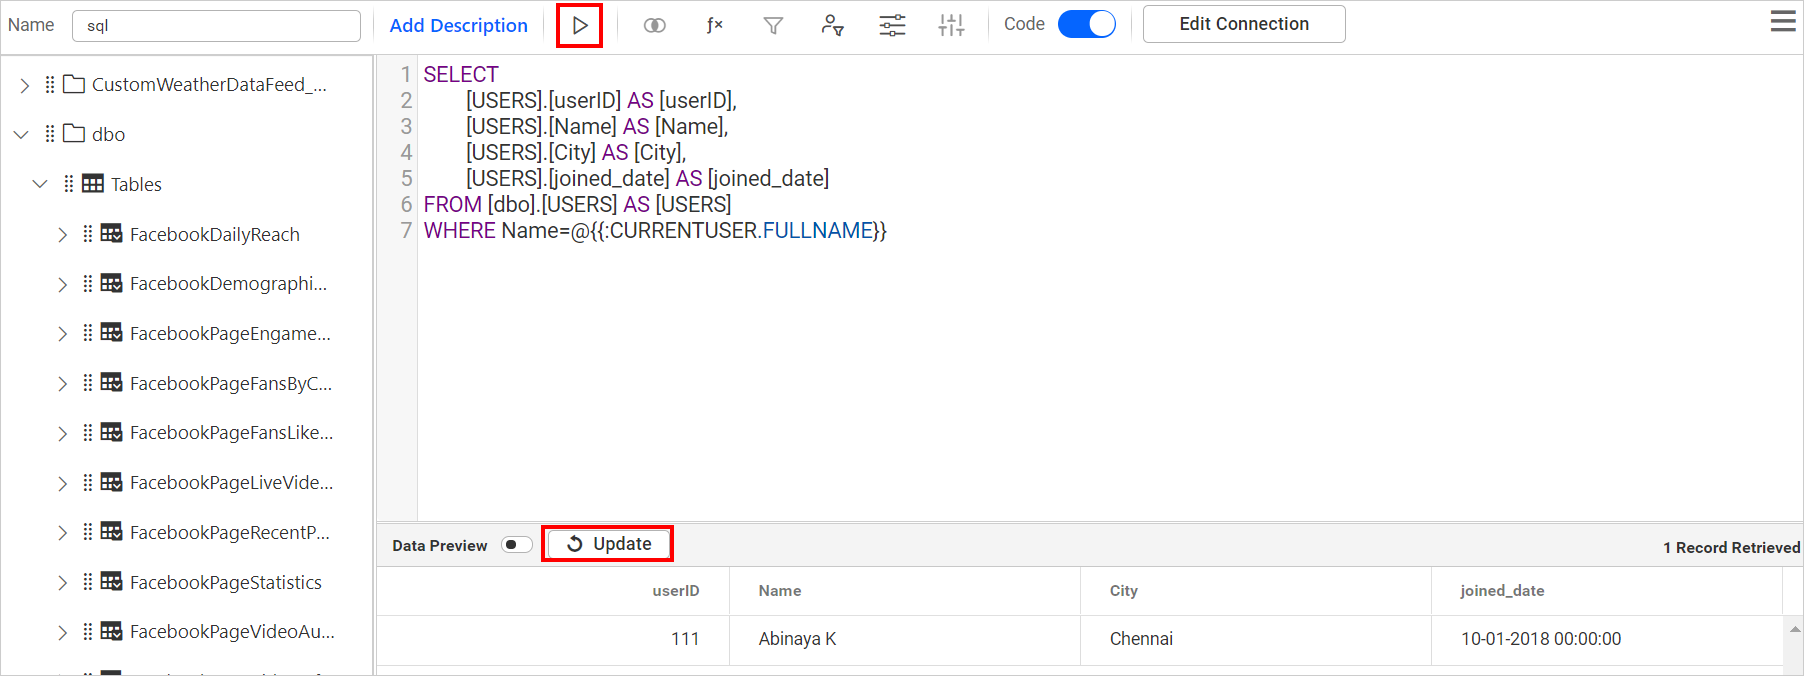 Name sql Add Description ƒx Code Edit Connection
CustomWeatherDataFeed_...
dbo
Tables
FacebookDailyReach
FacebookDemographi...
FacebookPageEngame...
FacebookPageFansByC...
FacebookPageFansLike...
FacebookPageLiveVide...
FacebookPageRecentP...
FacebookPageStatistics
FacebookPageVideoAu...
1 SELECT
2 [USERS].[userID] AS [userID],
3 [USERS].[Name] AS [Name],
4 [USERS].[City] AS [City],
5 [USERS].[joined_date] AS [joined_date]
6 FROM [dbo].[USERS] AS [USERS]
7 WHERE Name=@{{:CURRENTUSER.FULLNAME}}
Data Preview Update 1 Record Retrieved
userID Name City joined_date
111 Abinaya K Chennai 10-01-2018 00:00:00